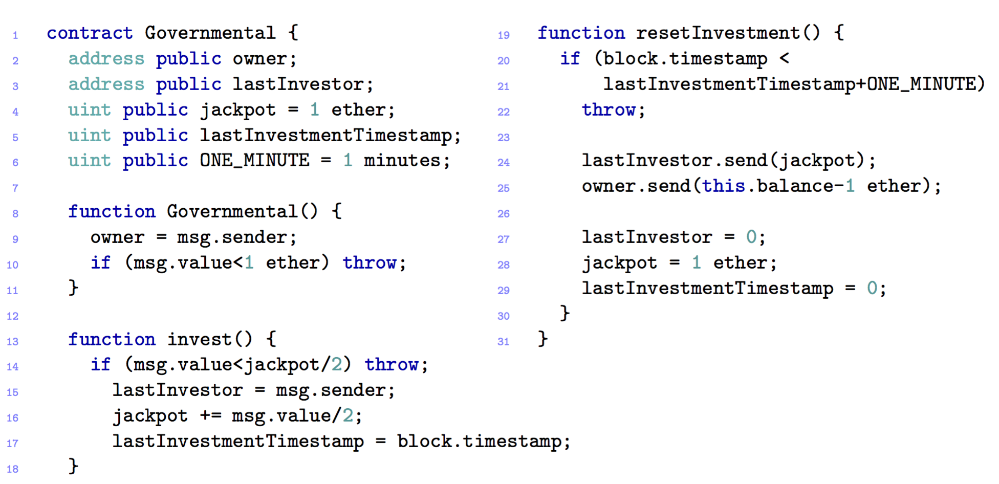 1 contract Governmental {
2 address public owner;
3 address public lastInvestor;
4 uint public jackpot = 1 ether;
5 uint public lastInvestmentTimestamp;
6 uint public ONE_MINUTE = 1 minutes;
7
8 function Governmental() {
9 owner = msg.sender;
10 if (msg.value<1 ether) throw;
11 }
12
13 function invest() {
14 if (msg.value<jackpot/2) throw;
15 lastInvestor = msg.sender;
16 jackpot += msg.value/2;
17 lastInvestmentTimestamp = block.timestamp;
18 }
19 function resetInvestment() {
20 if (block.timestamp <
21 lastInvestmentTimestamp+ONE_MINUTE)
22 throw;
23
24 lastInvestor.send(jackpot);
25 owner.send(this.balance-1 ether);
26
27 lastInvestor = 0;
28 jackpot = 1 ether;
29 lastInvestmentTimestamp = 0;
30 }
31 }